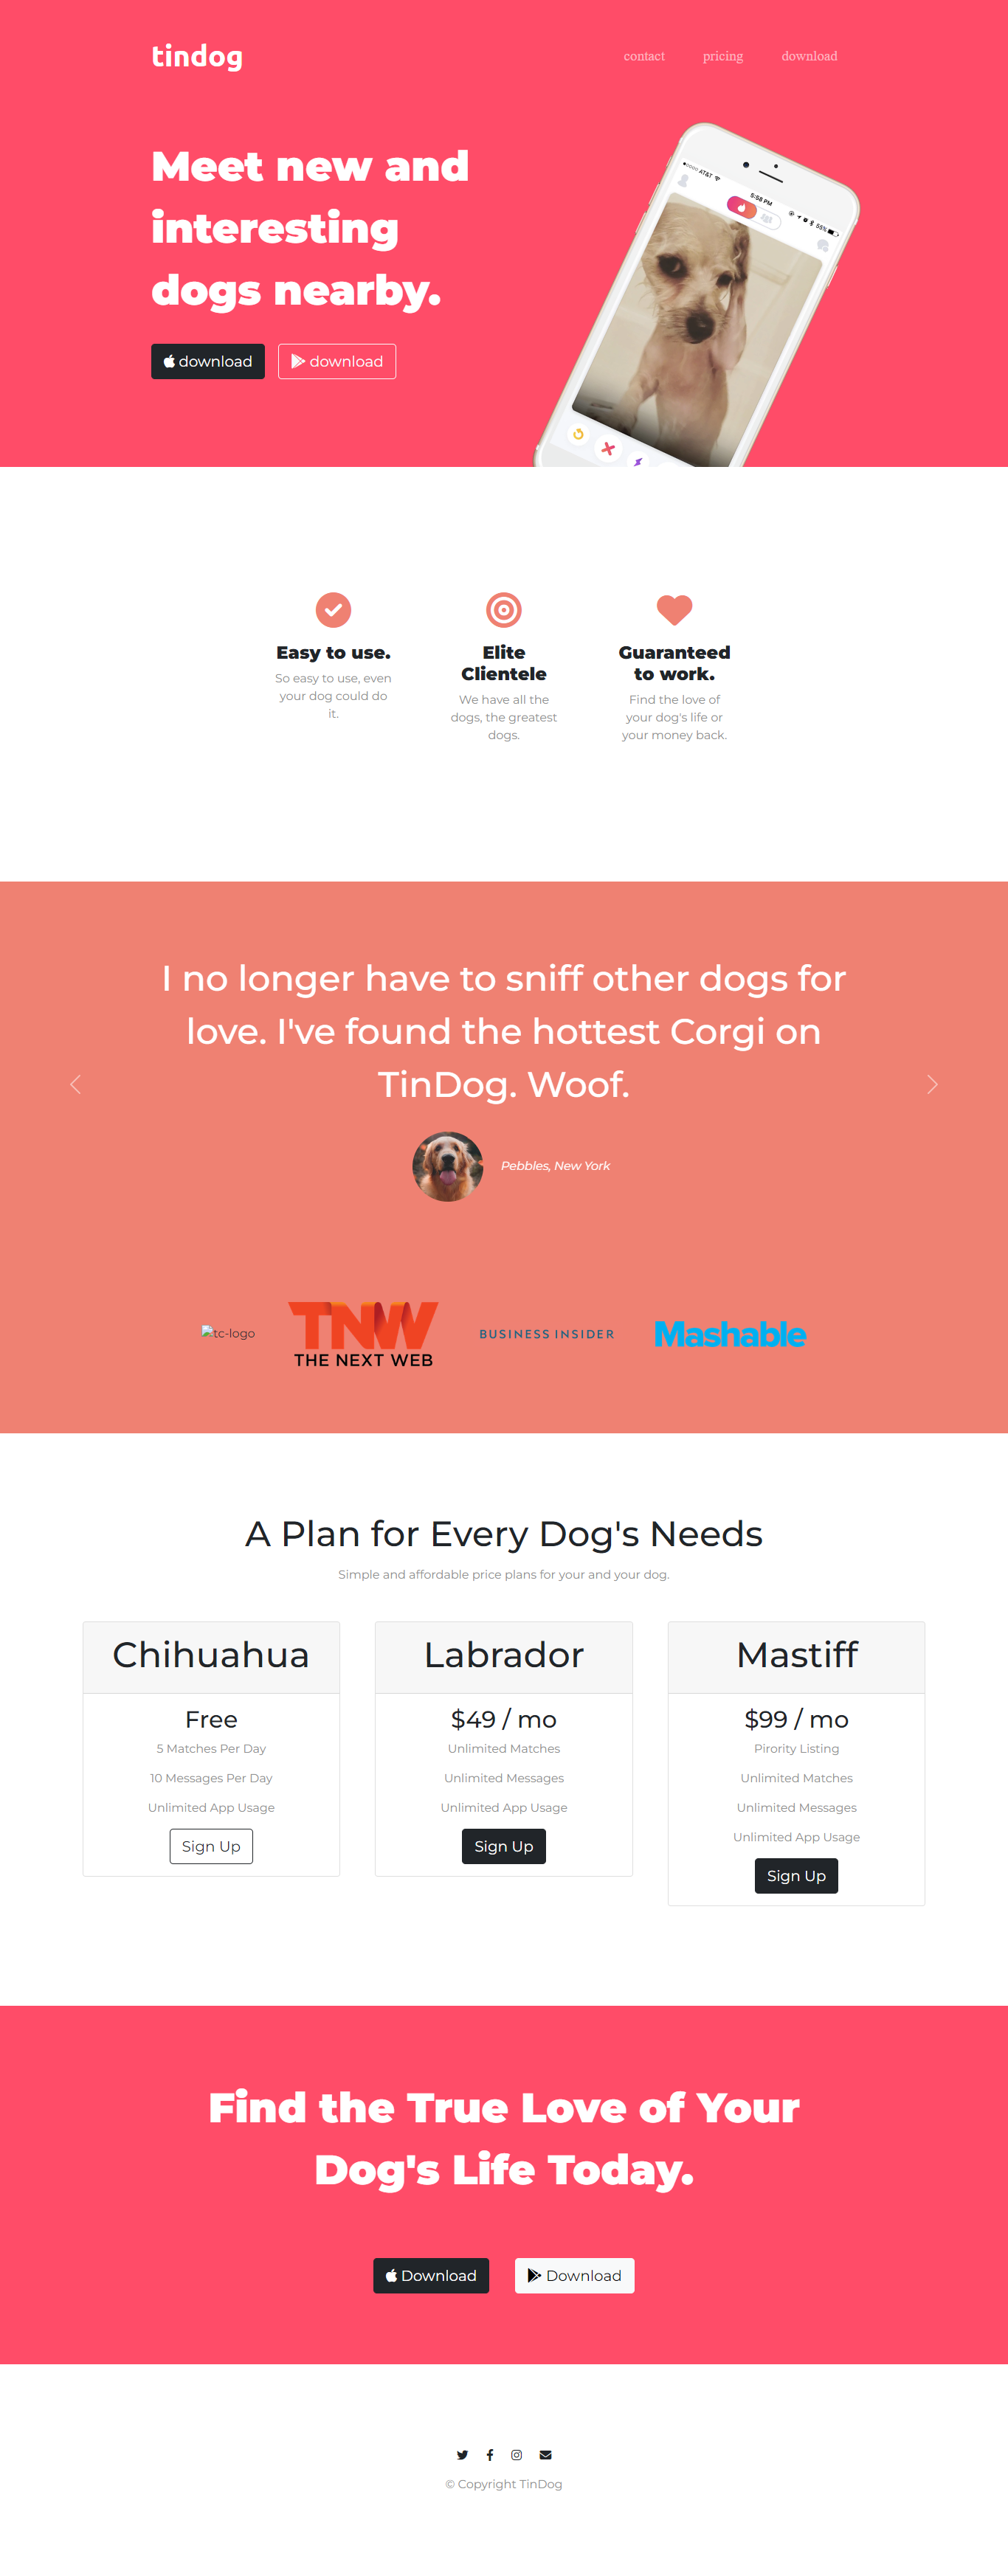 tindog
contact pricing download
Meet new and
interesting
dogs nearby.
download download
AT&T 5:58 PM 55%
Easy to use.
So easy to use, even
your dog could do
it.
Elite
Clientele
We have all the
dogs, the greatest
dogs.
Guaranteed
to work.
Find the love of
your dog's life or
your money back.
I no longer have to sniff other dogs for
love. I've found the hottest Corgi on
TinDog. Woof.
Pebbles, New York
tc-logo
TNW
THE NEXT WEB
BUSINESS INSIDER
Mashable
A Plan for Every Dog's Needs
Simple and affordable price plans for your and your dog.
Chihuahua
Free
5 Matches Per Day
10 Messages Per Day
Unlimited App Usage
Sign Up
Labrador
$49 / mo
Unlimited Matches
Unlimited Messages
Unlimited App Usage
Sign Up
Mastiff
$99 / mo
Pirority Listing
Unlimited Matches
Unlimited Messages
Unlimited App Usage
Sign Up
Find the True Love of Your
Dog's Life Today.
Download Download
© Copyright TinDog